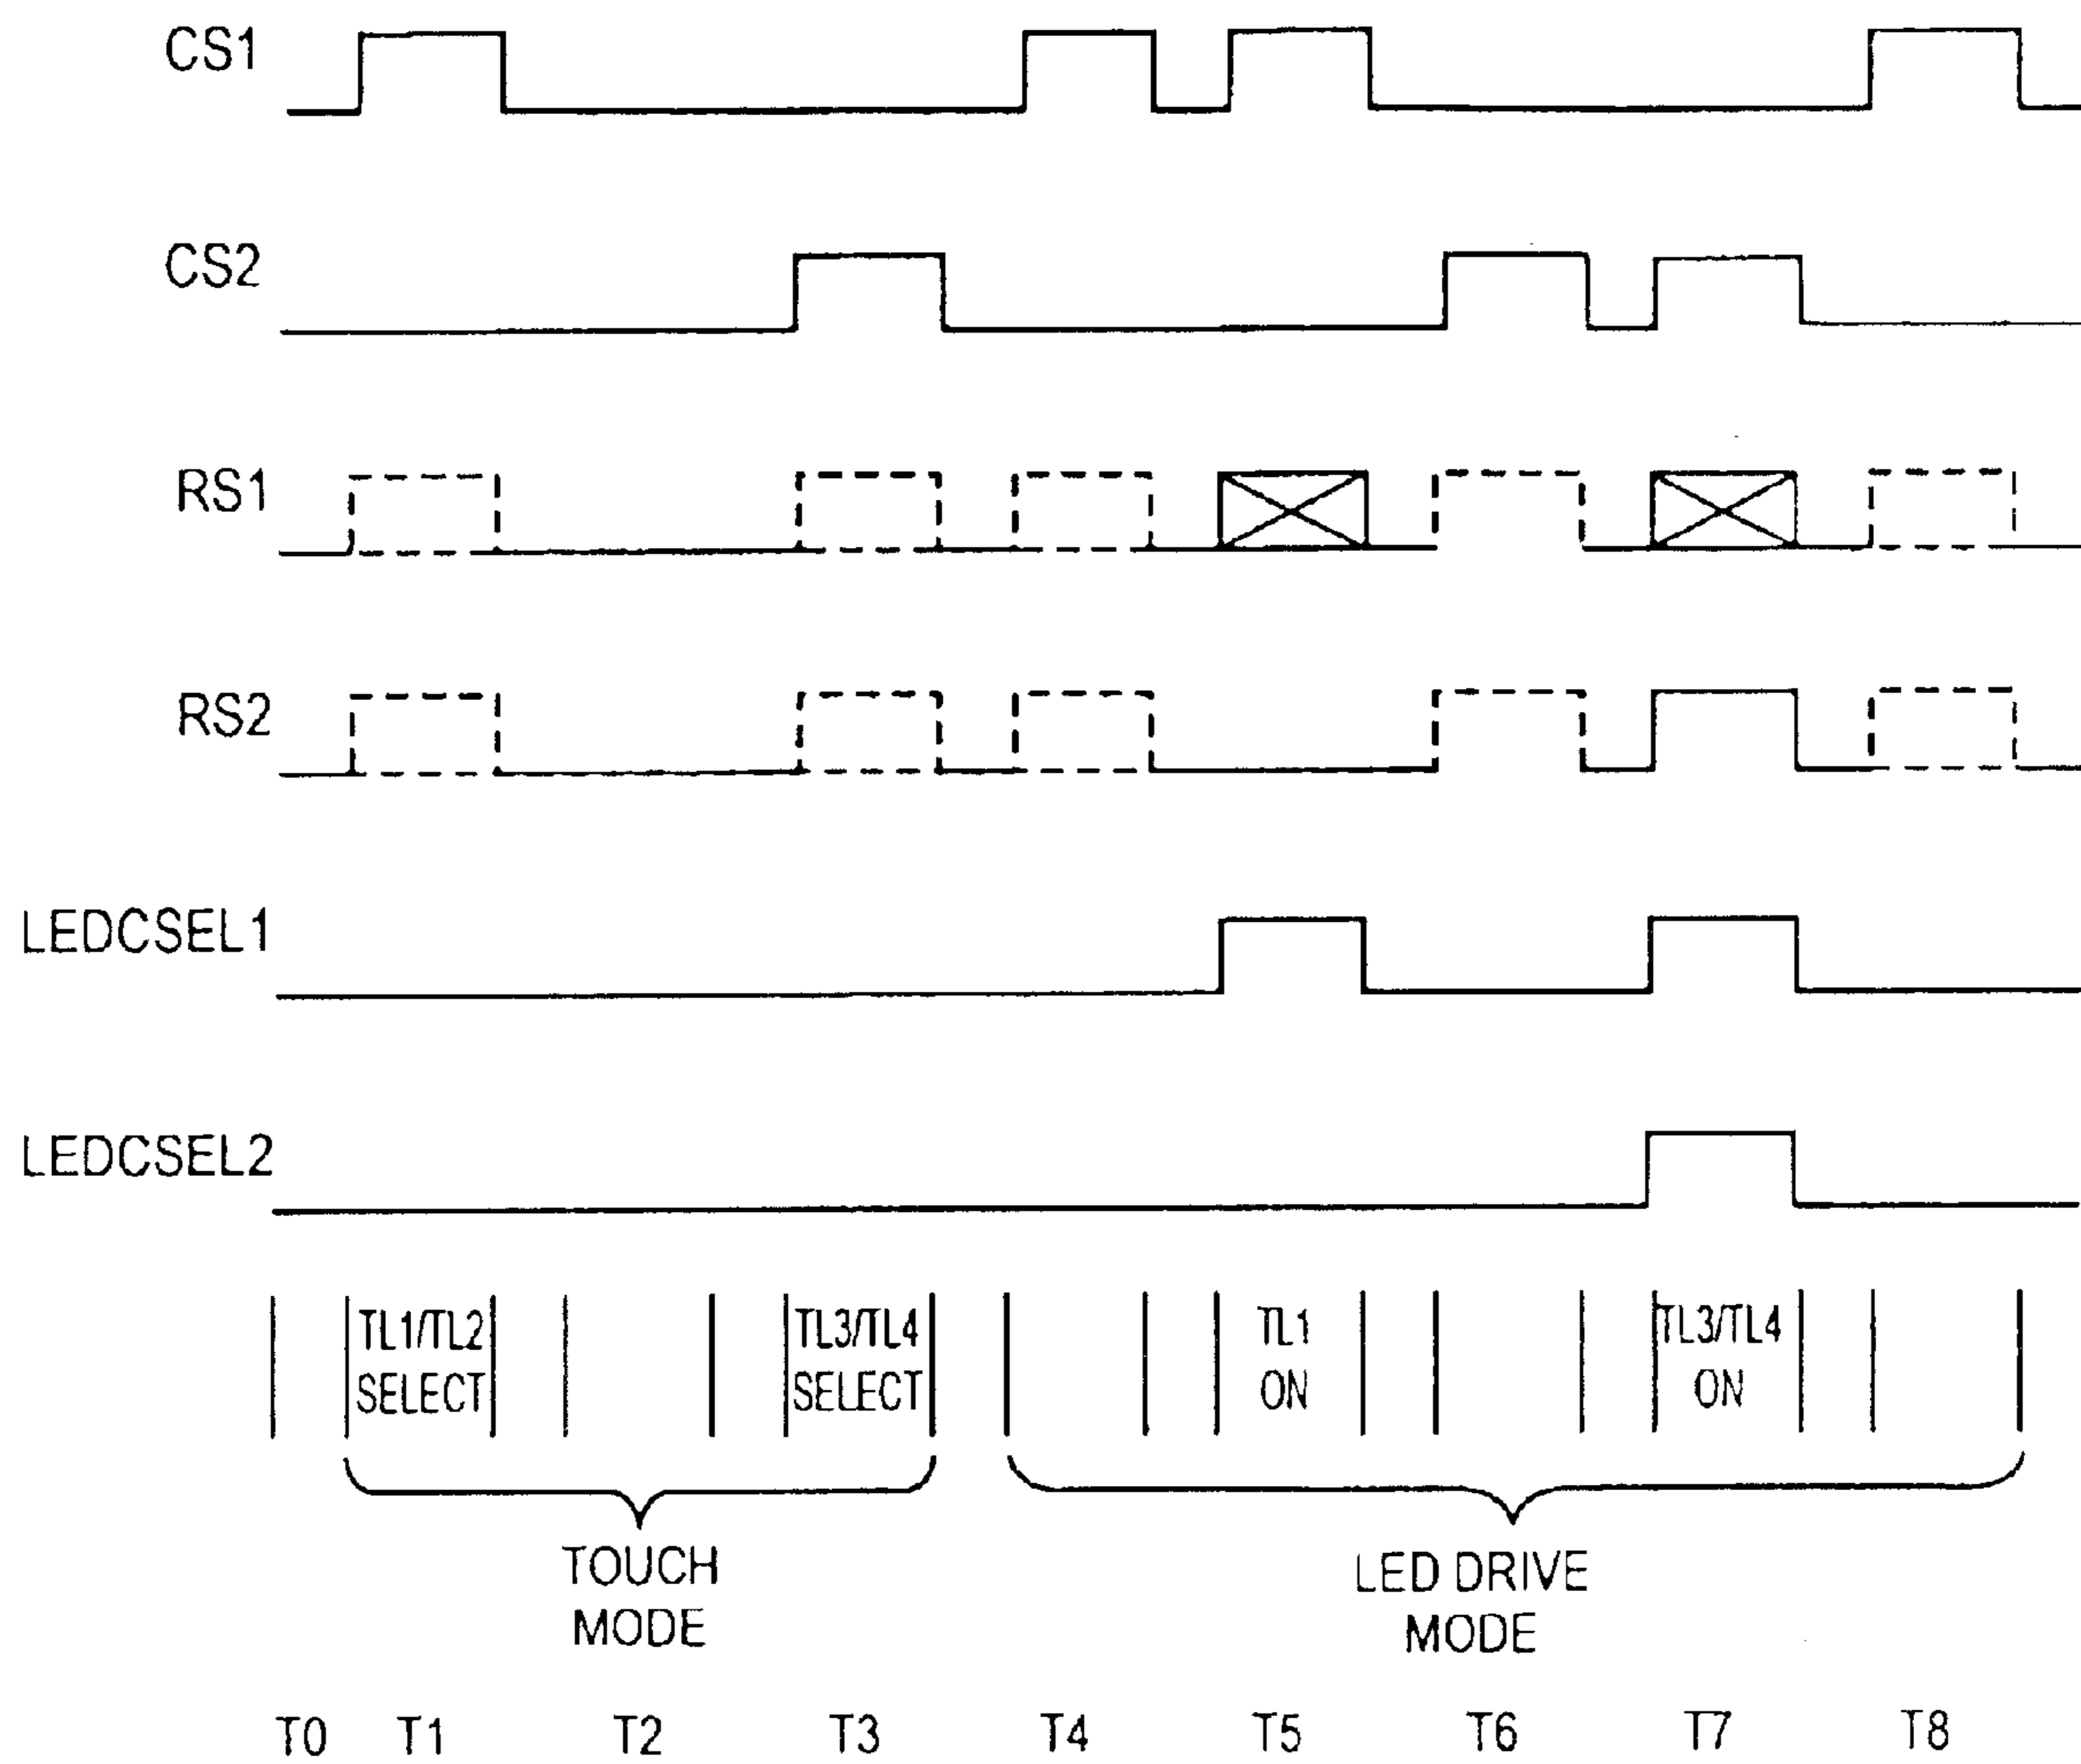 CS1
CS2
RS1
RS2
LEDCSEL1
LEDCSEL2
TL1/TL2
SELECT
TL3/TL4
SELECT
TL1
ON
TL3/TL4
ON
TOUCH
MODE
LED DRIVE
MODE
T0 T1 T2 T3 T4 T5 T6 T7 T8